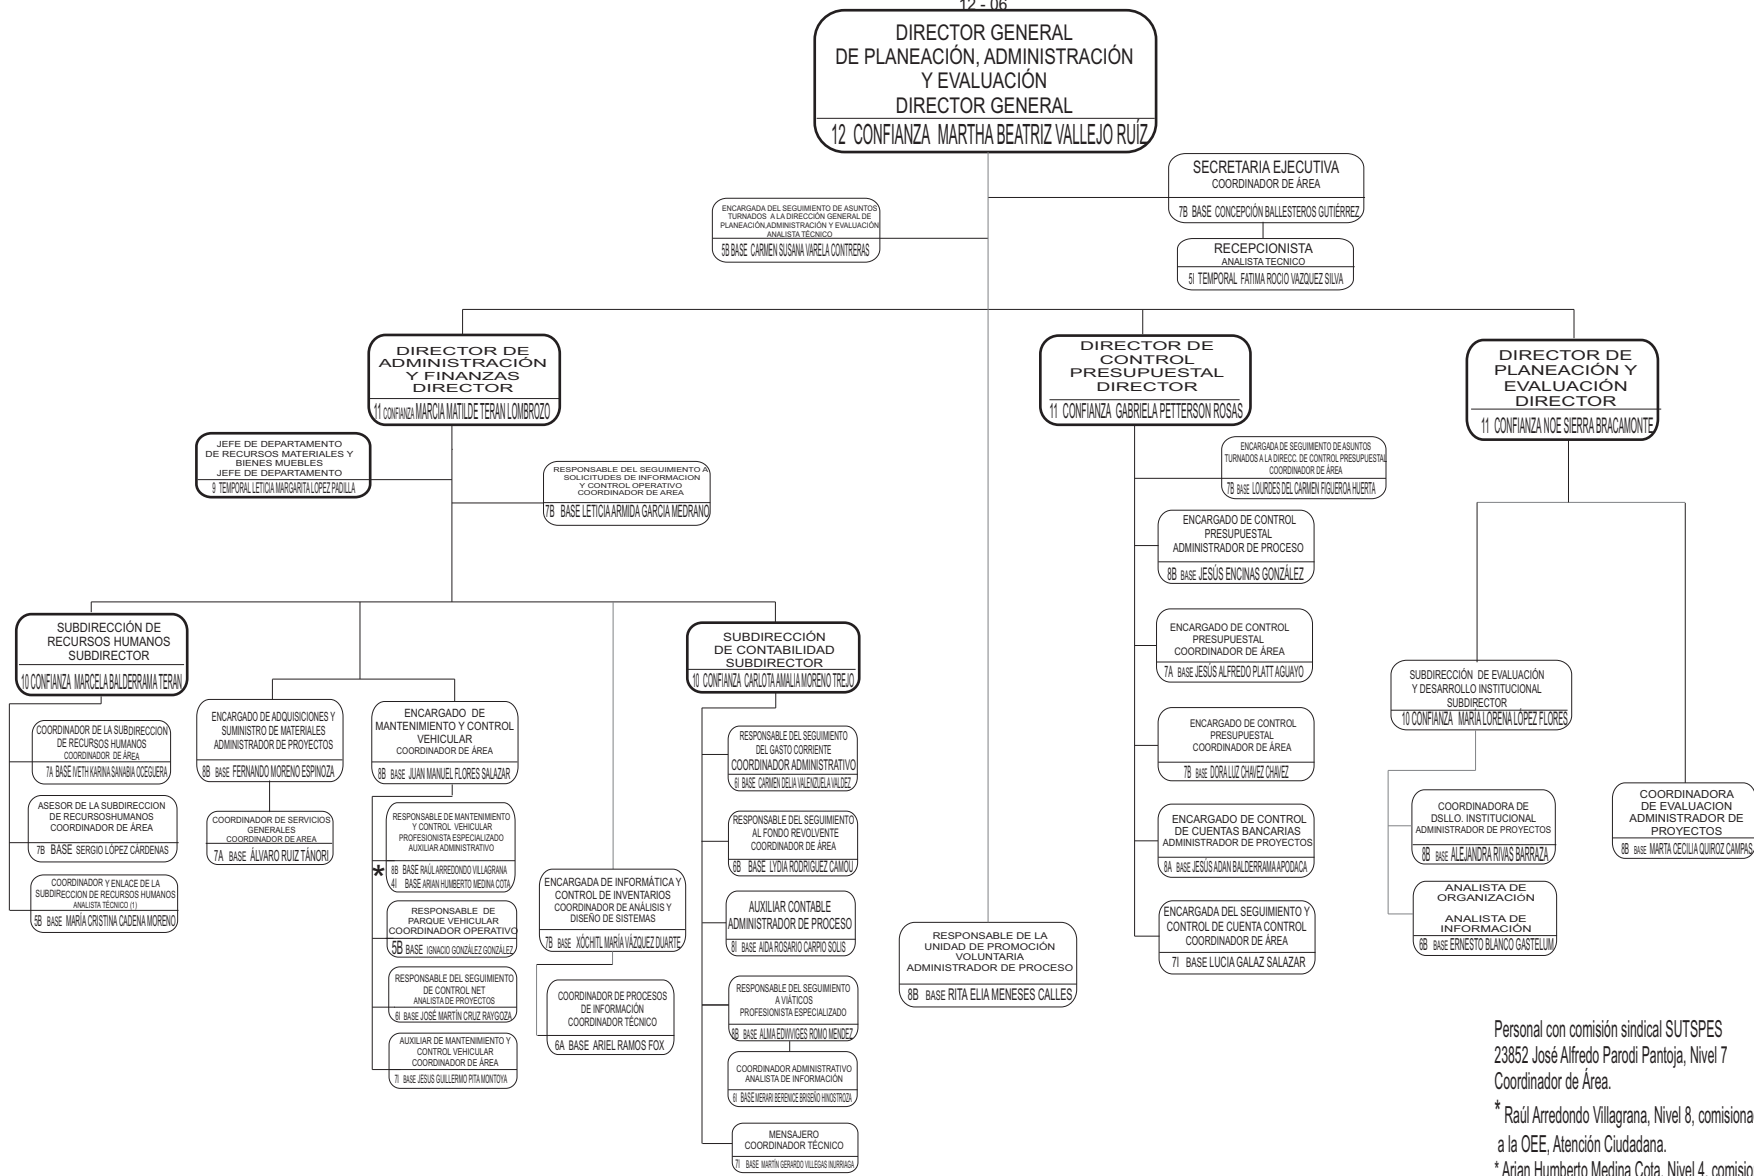 12 - 06
DIRECTOR GENERAL
DE PLANEACIÓN, ADMINISTRACIÓN
Y EVALUACIÓN
DIRECTOR GENERAL
12 CONFIANZA MARTHA BEATRIZ VALLEJO RUÍZ
SECRETARIA EJECUTIVA
COORDINADOR DE ÁREA
7B BASE CONCEPCIÓN BALLESTEROS GUTIÉRREZ
ENCARGADA DEL SEGUIMIENTO DE ASUNTOS
TURNADOS A LA DIRECCIÓN GENERAL DE
PLANEACIÓN,ADMINISTRACIÓN Y EVALUACIÓN
ANALISTA TÉCNICO
5B BASE CARMEN SUSANA VARELA CONTRERAS
RECEPCIONISTA
ANALISTA TECNICO
5I TEMPORAL FATIMA ROCIO VAZQUEZ SILVA
DIRECTOR DE
ADMINISTRACIÓN
Y FINANZAS
DIRECTOR
11 CONFIANZA MARCIA MATILDE TERAN LOMBROZO
DIRECTOR DE
CONTROL
PRESUPUESTAL
DIRECTOR
11 CONFIANZA GABRIELA PETTERSON ROSAS
DIRECTOR DE
PLANEACIÓN Y
EVALUACIÓN
DIRECTOR
11 CONFIANZA NOE SIERRA BRACAMONTE
JEFE DE DEPARTAMENTO
DE RECURSOS MATERIALES Y
BIENES MUEBLES
JEFE DE DEPARTAMENTO
9 TEMPORAL LETICIA MARGARITA LOPEZ PADILLA
RESPONSABLE DEL SEGUIMIENTO A
SOLICITUDES DE INFORMACION
Y CONTROL OPERATIVO
COORDINADOR DE AREA
7B BASE LETICIA ARMIDA GARCIA MEDRANO
ENCARGADA DE SEGUIMIENTO DE ASUNTOS
TURNADOS A LA DIRECC. DE CONTROL PRESUPUESTAL
COORDINADOR DE ÁREA
7B BASE LOURDES DEL CARMEN FIGUEROA HUERTA
ENCARGADO DE CONTROL
PRESUPUESTAL
ADMINISTRADOR DE PROCESO
8B BASE JESÚS ENCINAS GONZÁLEZ
ENCARGADO DE CONTROL
PRESUPUESTAL
COORDINADOR DE ÁREA
7A BASE JESÚS ALFREDO PLATT AGUAYO
ENCARGADO DE CONTROL
PRESUPUESTAL
COORDINADOR DE ÁREA
7B BASE DORA LUZ CHAVEZ CHAVEZ
ENCARGADO DE CONTROL
DE CUENTAS BANCARIAS
ADMINISTRADOR DE PROYECTOS
8A BASE JESÚS ADAN BALDERRAMA APODACA
ENCARGADA DEL SEGUIMIENTO Y
CONTROL DE CUENTA CONTROL
COORDINADOR DE ÁREA
7I BASE LUCIA GALAZ SALAZAR
SUBDIRECCIÓN DE
RECURSOS HUMANOS
SUBDIRECTOR
10 CONFIANZA MARCELA BALDERRAMA TERAN
COORDINADOR DE LA SUBDIRECCION
DE RECURSOS HUMANOS
COORDINADOR DE ÁREA
7A BASE IVETH KARINA SANABIA OCEGUERA
ASESOR DE LA SUBDIRECCION
DE RECURSOSHUMANOS
COORDINADOR DE ÁREA
7B BASE SERGIO LÓPEZ CÁRDENAS
COORDINADOR Y ENLACE DE LA
SUBDIRECCION DE RECURSOS HUMANOS
ANALISTA TÉCNICO (1)
5B BASE MARÍA CRISTINA CADENA MORENO
ENCARGADO DE ADQUISICIONES Y
SUMINISTRO DE MATERIALES
ADMINISTRADOR DE PROYECTOS
8B BASE FERNANDO MORENO ESPINOZA
COORDINADOR DE SERVICIOS
GENERALES
COORDINADOR DE AREA
7A BASE ÁLVARO RUIZ TÁNORI
ENCARGADO DE
MANTENIMIENTO Y CONTROL
VEHICULAR
COORDINADOR DE ÁREA
8B BASE JUAN MANUEL FLORES SALAZAR
RESPONSABLE DE MANTENIMIENTO
Y CONTROL VEHICULAR
PROFESIONISTA ESPECIALIZADO
AUXILIAR ADMINISTRATIVO
* 8B BASE RAÚL ARREDONDO VILLAGRANA
4I BASE ARIAN HUMBERTO MEDINA COTA
RESPONSABLE DE
PARQUE VEHICULAR
COORDINADOR OPERATIVO
5B BASE IGNACIO GONZÁLEZ GONZÁLEZ
RESPONSABLE DEL SEGUIMIENTO
DE CONTROL NET
ANALISTA DE PROYECTOS
6I BASE JOSÉ MARTÍN CRUZ RAYGOZA
AUXILIAR DE MANTENIMIENTO Y
CONTROL VEHICULAR
COORDINADOR DE ÁREA
7I BASE JESUS GUILLERMO PITA MONTOYA
ENCARGADA DE INFORMÁTICA Y
CONTROL DE INVENTARIOS
COORDINADOR DE ANÁLISIS Y
DISEÑO DE SISTEMAS
7B BASE XÓCHITL MARÍA VÁZQUEZ DUARTE
COORDINADOR DE PROCESOS
DE INFORMACIÓN
COORDINADOR TÉCNICO
6A BASE ARIEL RAMOS FOX
SUBDIRECCIÓN
DE CONTABILIDAD
SUBDIRECTOR
10 CONFIANZA CARLOTA AMALIA MORENO TREJO
RESPONSABLE DEL SEGUIMIENTO
DEL GASTO CORRIENTE
COORDINADOR ADMINISTRATIVO
6I BASE CARMEN DELIA VALENZUELA VALDEZ
RESPONSABLE DEL SEGUIMIENTO
AL FONDO REVOLVENTE
COORDINADOR DE ÁREA
6B BASE LYDIA RODRÍGUEZ CAMOU
AUXILIAR CONTABLE
ADMINISTRADOR DE PROCESO
8I BASE AIDA ROSARIO CARPIO SOLIS
RESPONSABLE DEL SEGUIMIENTO
A VIÁTICOS
PROFESIONISTA ESPECIALIZADO
8B BASE ALMA EDWVIGES ROMO MENDEZ
COORDINADOR ADMINISTRATIVO
ANALISTA DE INFORMACIÓN
6I BASE MERARI BERENICE BRISEÑO HINOSTROZA
MENSAJERO
COORDINADOR TÉCNICO
7I BASE MARTÍN GERARDO VILLEGAS INURRIAGA
RESPONSABLE DE LA
UNIDAD DE PROMOCIÓN
VOLUNTARIA
ADMINISTRADOR DE PROCESO
8B BASE RITA ELIA MENESES CALLES
SUBDIRECCIÓN DE EVALUACIÓN
Y DESARROLLO INSTITUCIONAL
SUBDIRECTOR
10 CONFIANZA MARÍA LORENA LÓPEZ FLORES
COORDINADORA DE
DSLLO. INSTITUCIONAL
ADMINISTRADOR DE PROYECTOS
8B BASE ALEJANDRA RIVAS BARRAZA
ANALISTA DE
ORGANIZACIÓN
ANALISTA DE
INFORMACIÓN
6B BASE ERNESTO BLANCO GASTELUM
COORDINADORA
DE EVALUACION
ADMINISTRADOR DE
PROYECTOS
8B BASE MARTA CECILIA QUIROZ CAMPAS
Personal con comisión sindical SUTSPES
23852 José Alfredo Parodi Pantoja, Nivel 7
Coordinador de Área.
* Raúl Arredondo Villagrana, Nivel 8, comisiona
a la OEE, Atención Ciudadana.
* Arian Humberto Medina Cota, Nivel 4, comisio